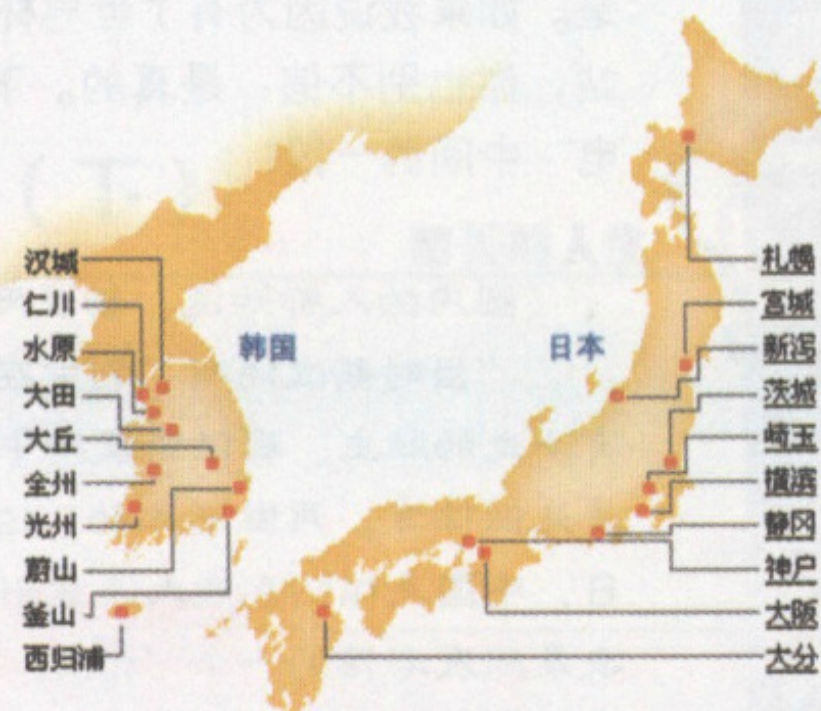 汉城
仁川
水原
大田
大丘
全州
光州
蔚山
釜山
西归浦
韩国
日本
札幌
宫城
新泻
茨城
崎玉
横滨
静冈
神户
大阪
大分